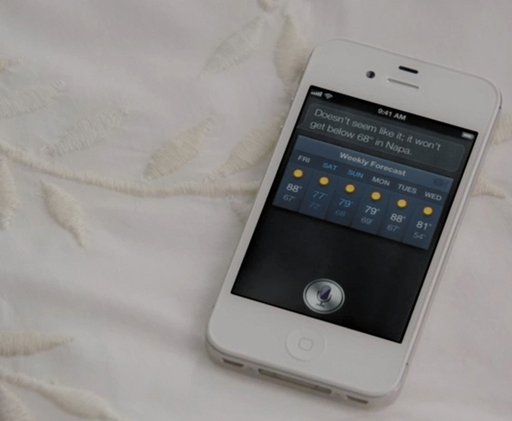 9:41 AM
Doesn't seem like it; it won't
get below 68° in Napa.
Weekly Forecast
FRI SAT SUN MON TUES WED
88° 77° 79° 79° 88° 81°
67° 72° 68° 69° 67° 54°